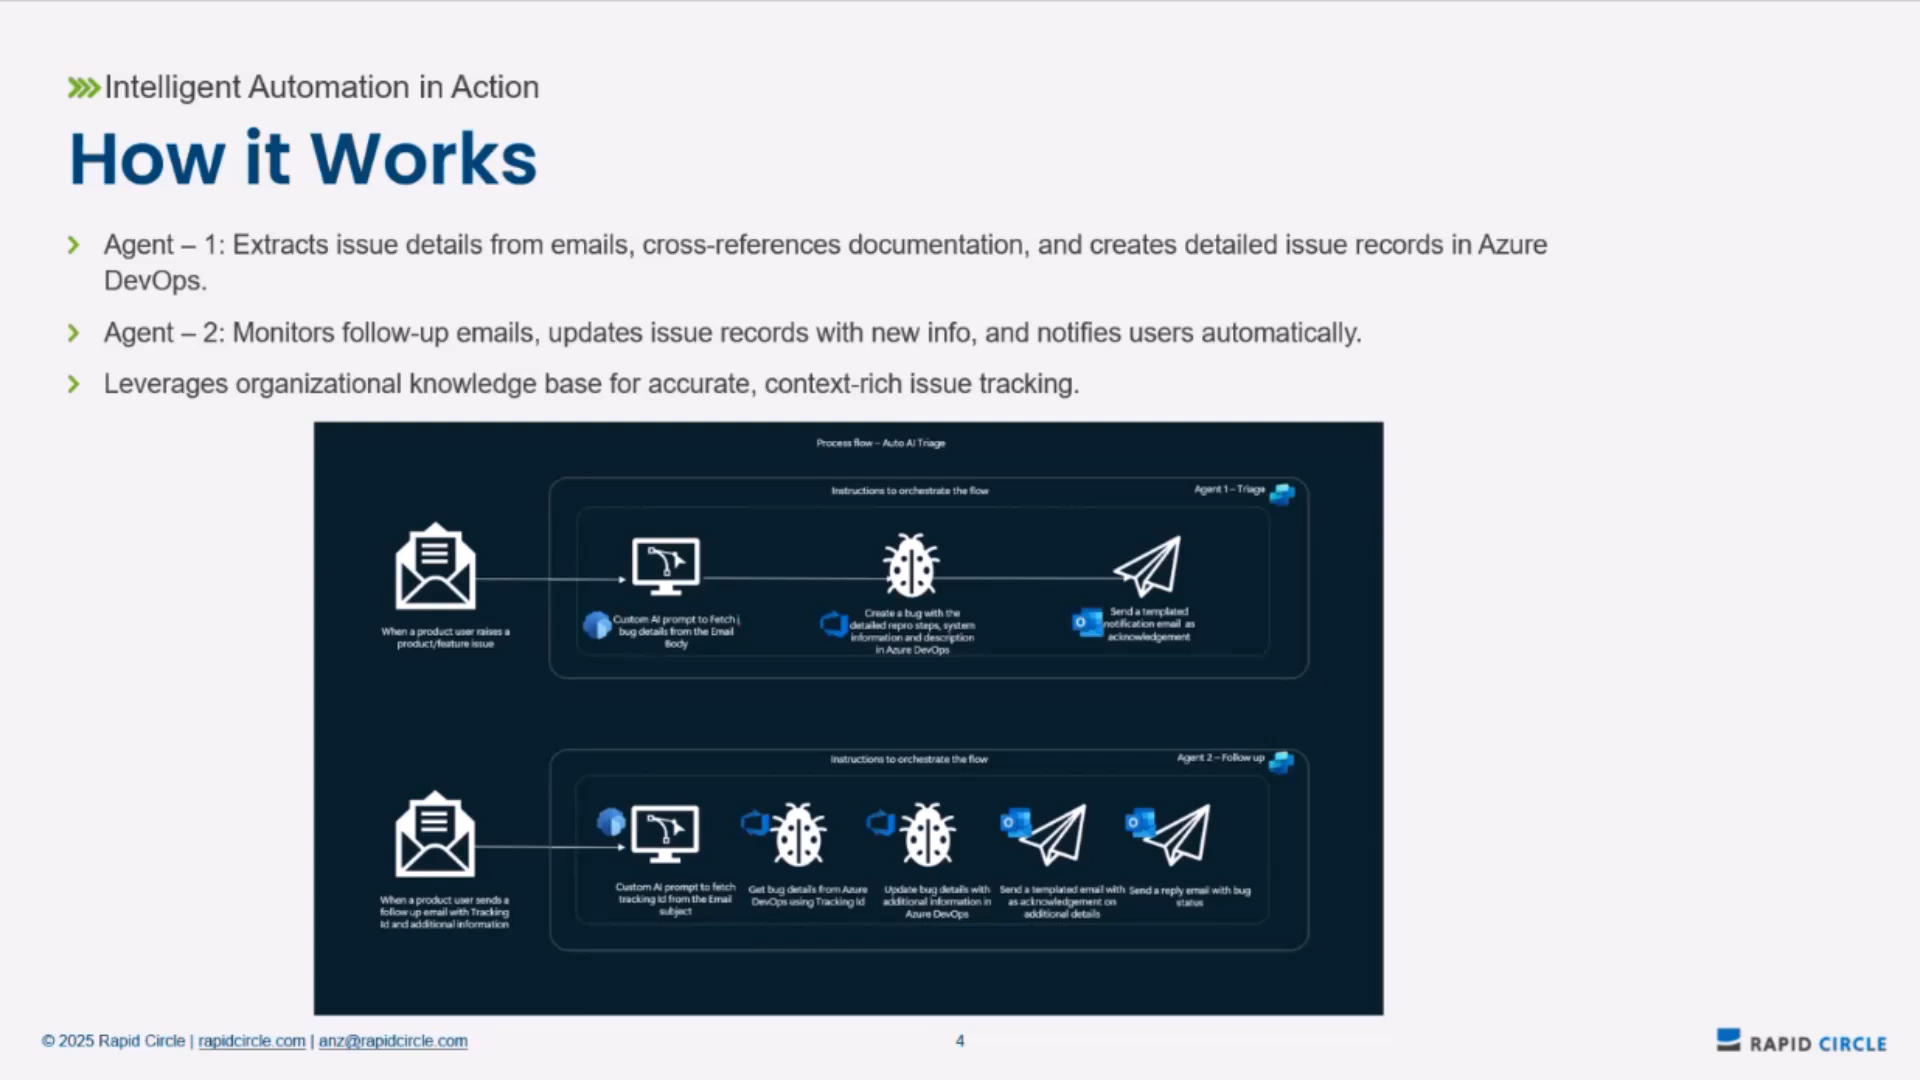 Intelligent Automation in Action
How it Works
Agent – 1: Extracts issue details from emails, cross-references documentation, and creates detailed issue records in Azure
DevOps.
Agent – 2: Monitors follow-up emails, updates issue records with new info, and notifies users automatically.
Leverages organizational knowledge base for accurate, context-rich issue tracking.
Process flow – Auto AI Triage
Instructions to orchestrate the flow
Agent 1 – Triage
When a product user raises a
product/feature issue
Custom AI prompt to Fetch
bug details from the Email
Body
Create a bug with the
detailed repro steps, system
information and description
in Azure DevOps
Send a templated
notification email as
acknowledgement
Instructions to orchestrate the flow
Agent 2 – Follow up
When a product user sends a
follow up email with Tracking
Id and additional information
Custom AI prompt to fetch
tracking Id from the Email
subject
Get bug details from Azure
DevOps using Tracking Id
Update bug details with
additional information in
Azure DevOps
Send a templated email with
as acknowledgement on
additional details
Send a reply email with bug
status
© 2025 Rapid Circle | rapidcircle.com | anz@rapidcircle.com
4
RAPID CIRCLE